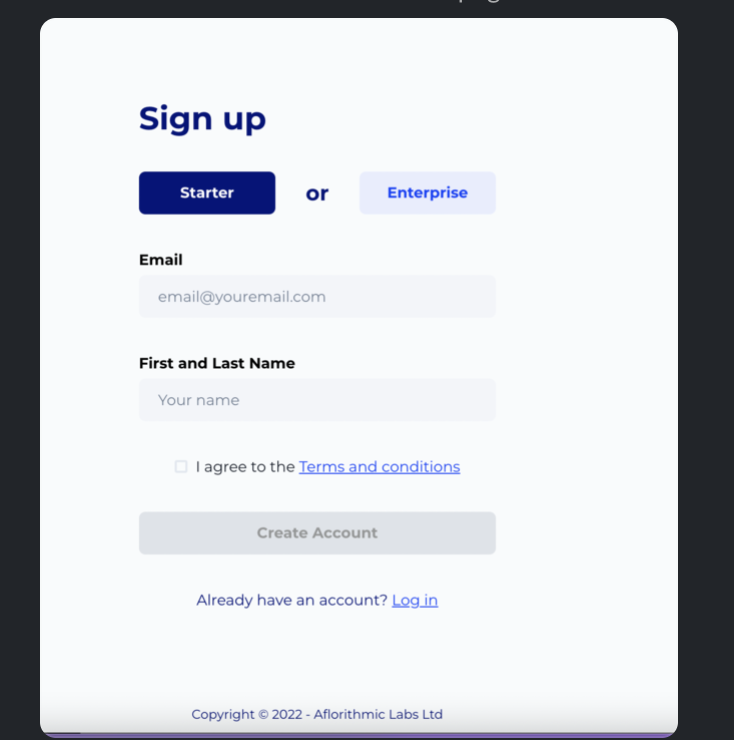 Sign up
Starter or Enterprise
Email
email@youremail.com
First and Last Name
Your name
I agree to the Terms and conditions
Create Account
Already have an account? Log in
Copyright © 2022 - Aflorithmic Labs Ltd